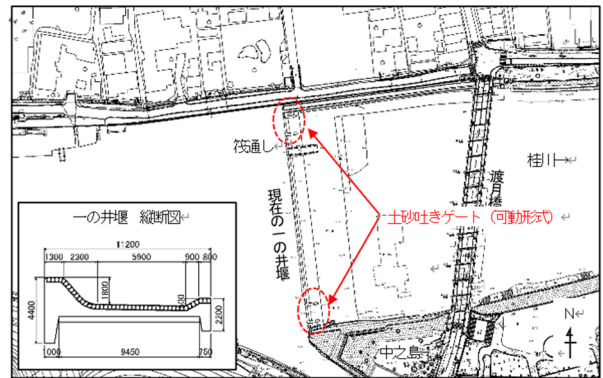 筏通し
現在の一の井堰
渡月橋
桂川→
土砂吐きゲート（可動形式）
中之島
N
一の井堰 縦断図
11200
1300 2300 5900 900 800
4400
1800
2200
1000 9450 750